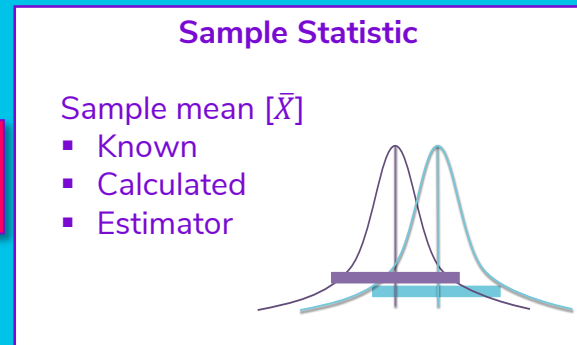 Sample Statistic
Sample mean [X̄]
▪ Known
▪ Calculated
▪ Estimator